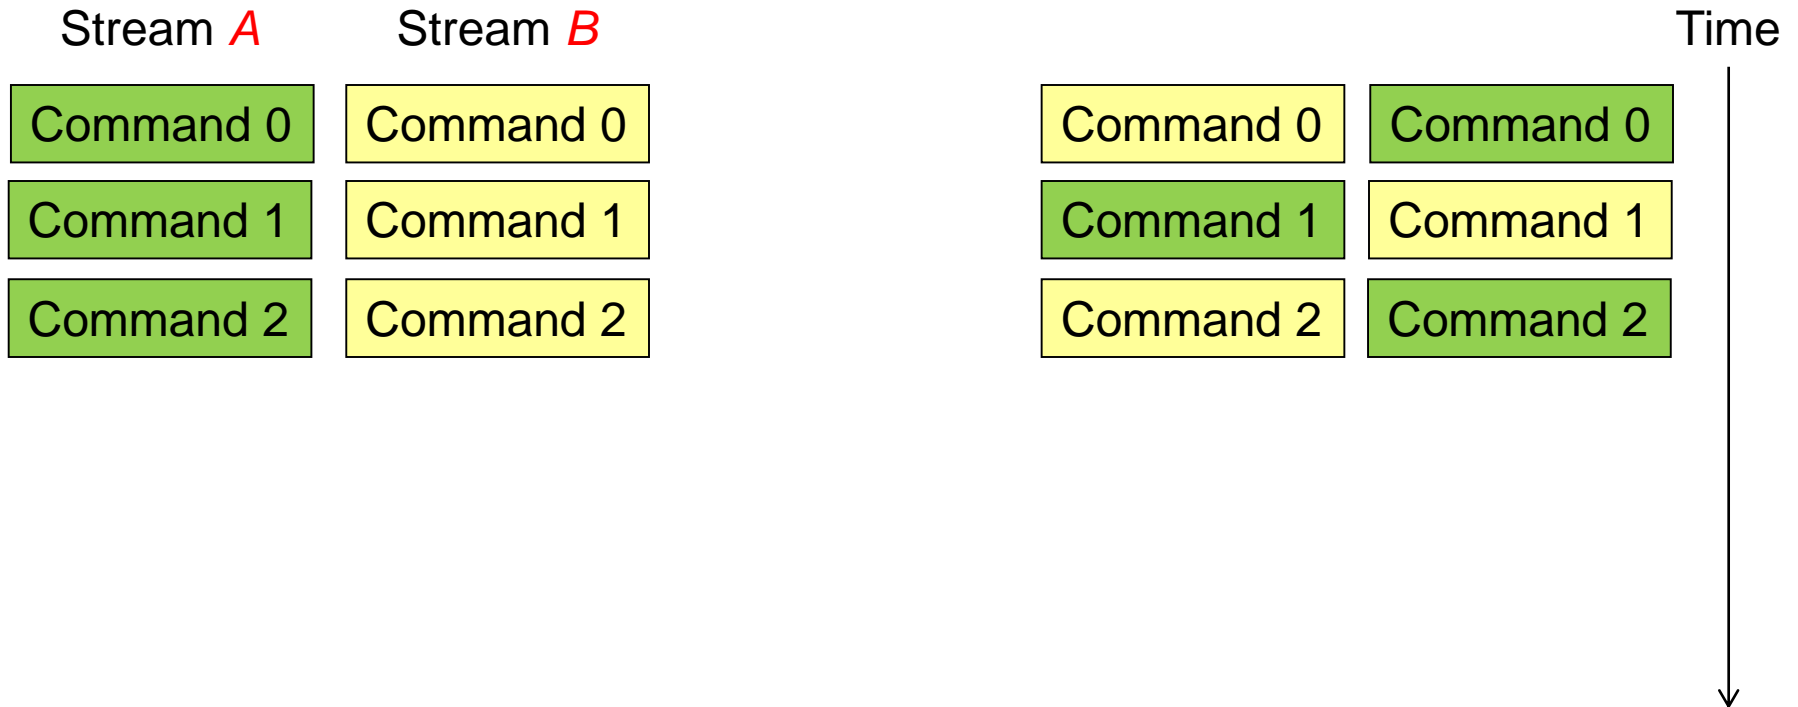 Stream A Stream B Time
Command 0 Command 0 Command 0 Command 0
Command 1 Command 1 Command 1 Command 1
Command 2 Command 2 Command 2 Command 2